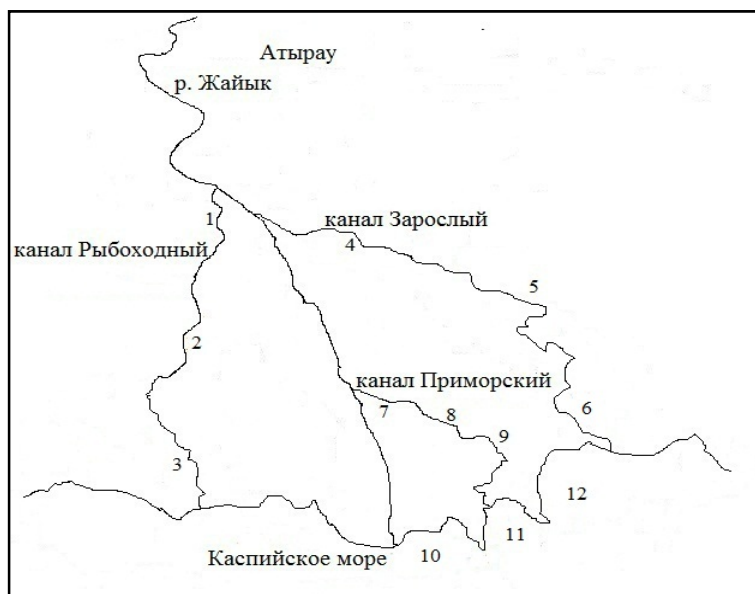 Атырау
р. Жайык
1
канал Зарослый
4
канал Рыбоходный
5
2
канал Приморский
7
8
6
9
3
12
11
10
Каспийское море